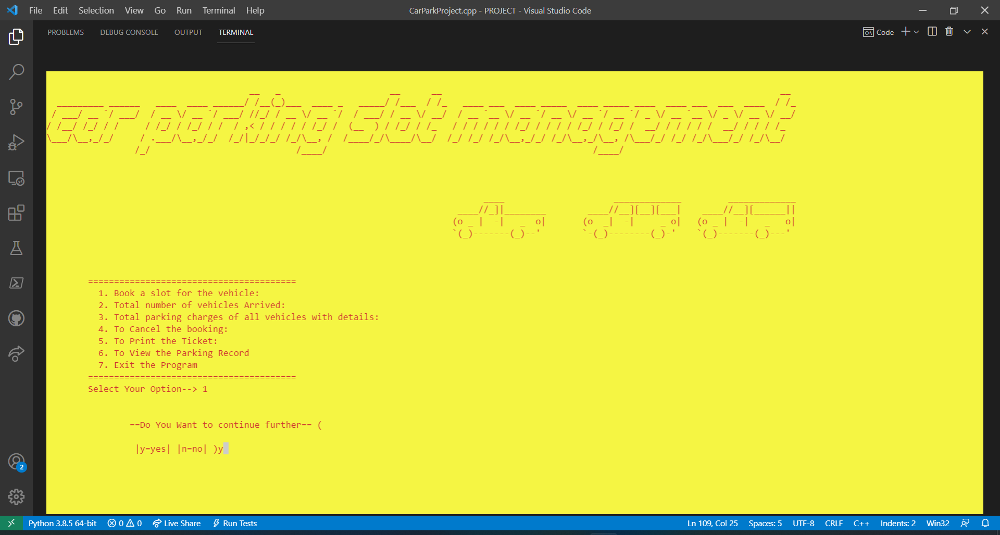 File Edit Selection View Go Run Terminal Help
CarParkProject.cpp - PROJECT - Visual Studio Code
PROBLEMS DEBUG CONSOLE OUTPUT TERMINAL
Code
car parking slot management
========================================
1. Book a slot for the vehicle:
2. Total number of vehicles Arrived:
3. Total parking charges of all vehicles with details:
4. To Cancel the booking:
5. To Print the Ticket:
6. To View the Parking Record
7. Exit the Program
========================================
Select Your Option--> 1
==Do You Want to continue further== (
|y=yes| |n=no| )y
2
Python 3.8.5 64-bit 0 0 Live Share Run Tests
Ln 109, Col 25 Spaces: 5 UTF-8 CRLF C++ Indents: 2 Win32